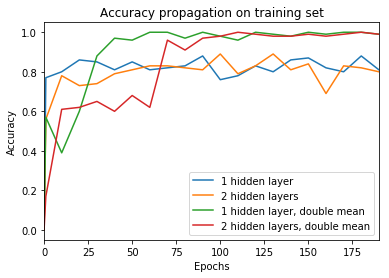 Accuracy propagation on training set
Accuracy
1.0
0.8
0.6
0.4
0.2
0.0
0 25 50 75 100 125 150 175
Epochs
1 hidden layer
2 hidden layers
1 hidden layer, double mean
2 hidden layers, double mean